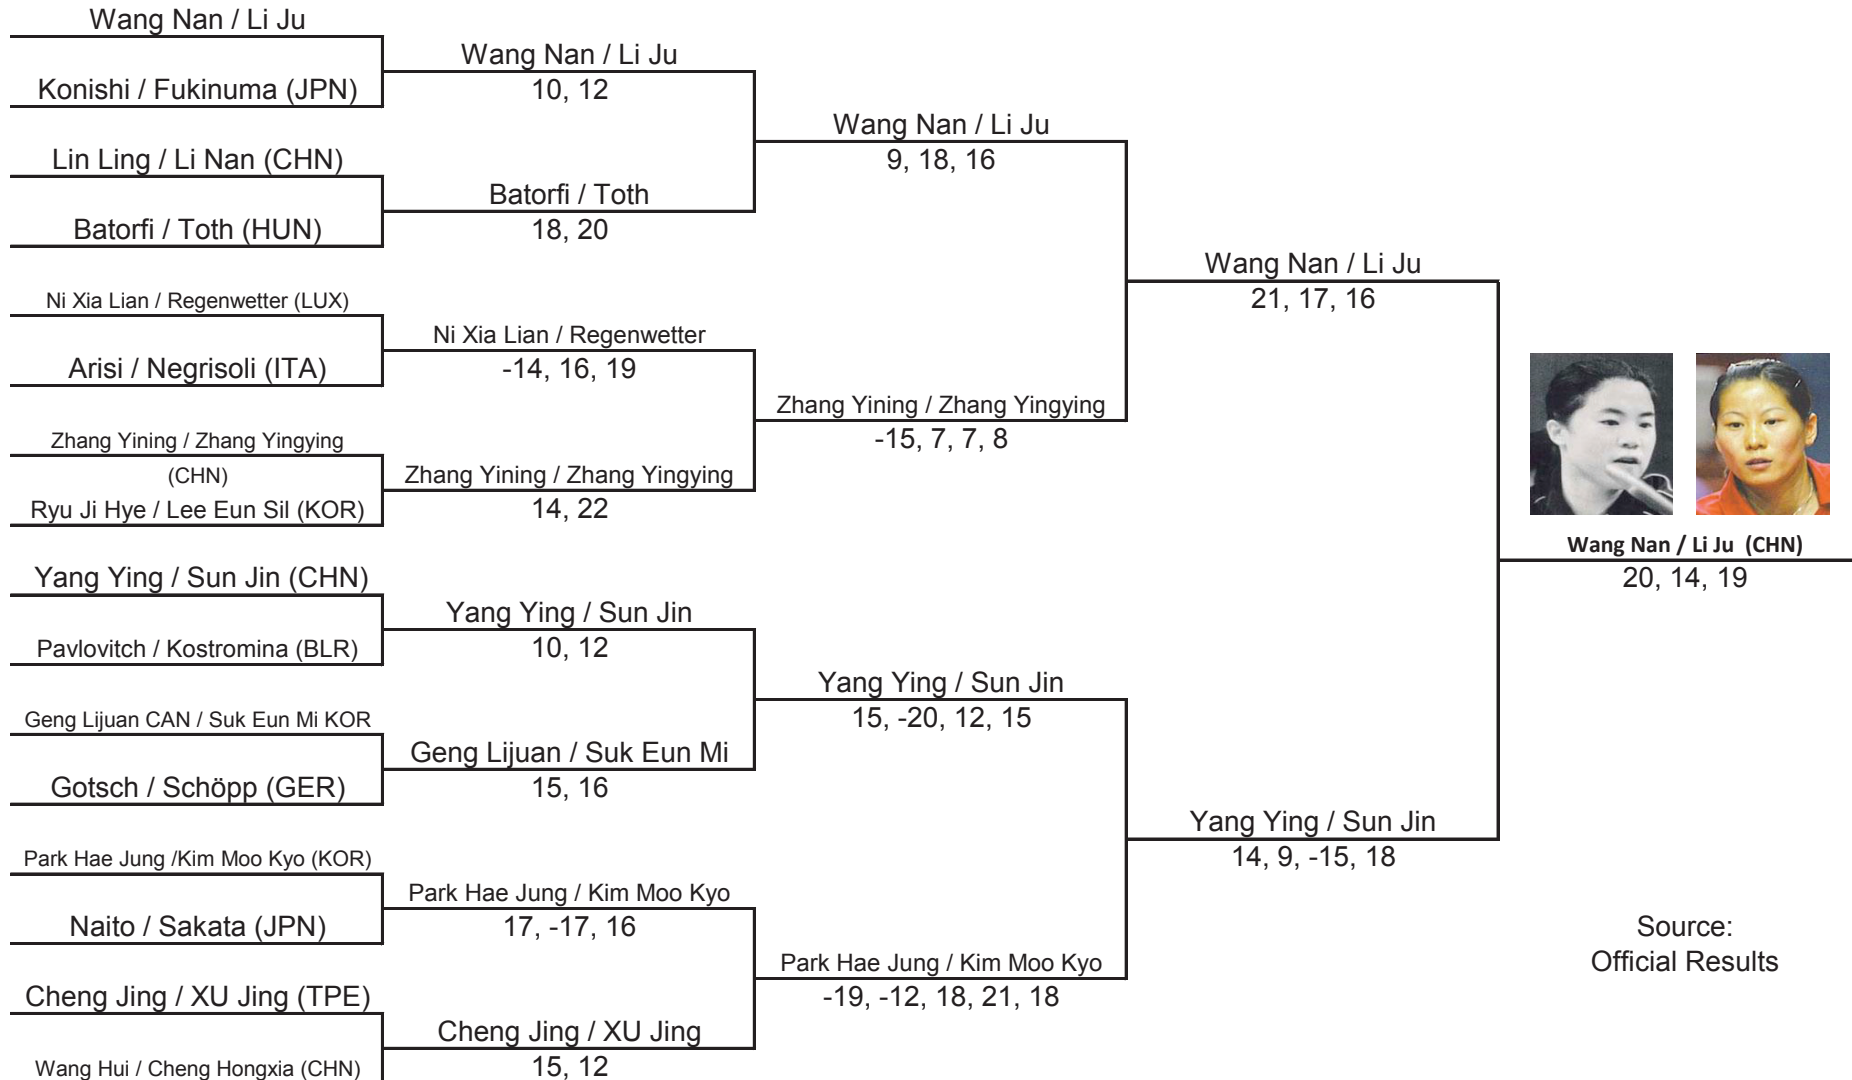 Wang Nan / Li Ju
Konishi / Fukinuma (JPN)
Lin Ling / Li Nan (CHN)
Batorfi / Toth (HUN)
Ni Xia Lian / Regenwetter (LUX)
Arisi / Negrisoli (ITA)
Zhang Yining / Zhang Yingying
(CHN)
Ryu Ji Hye / Lee Eun Sil (KOR)
Yang Ying / Sun Jin (CHN)
Pavlovitch / Kostromina (BLR)
Geng Lijuan CAN / Suk Eun Mi KOR
Gotsch / Schöpp (GER)
Park Hae Jung /Kim Moo Kyo (KOR)
Naito / Sakata (JPN)
Cheng Jing / XU Jing (TPE)
Wang Hui / Cheng Hongxia (CHN)
Wang Nan / Li Ju
10, 12
Batorfi / Toth
18, 20
Ni Xia Lian / Regenwetter
-14, 16, 19
Zhang Yining / Zhang Yingying
14, 22
Yang Ying / Sun Jin
10, 12
Geng Lijuan / Suk Eun Mi
15, 16
Park Hae Jung / Kim Moo Kyo
17, -17, 16
Cheng Jing / XU Jing
15, 12
Wang Nan / Li Ju
9, 18, 16
Zhang Yining / Zhang Yingying
-15, 7, 7, 8
Yang Ying / Sun Jin
15, -20, 12, 15
Park Hae Jung / Kim Moo Kyo
-19, -12, 18, 21, 18
Wang Nan / Li Ju
21, 17, 16
Yang Ying / Sun Jin
14, 9, -15, 18
Wang Nan / Li Ju (CHN)
20, 14, 19
Source:
Official Results